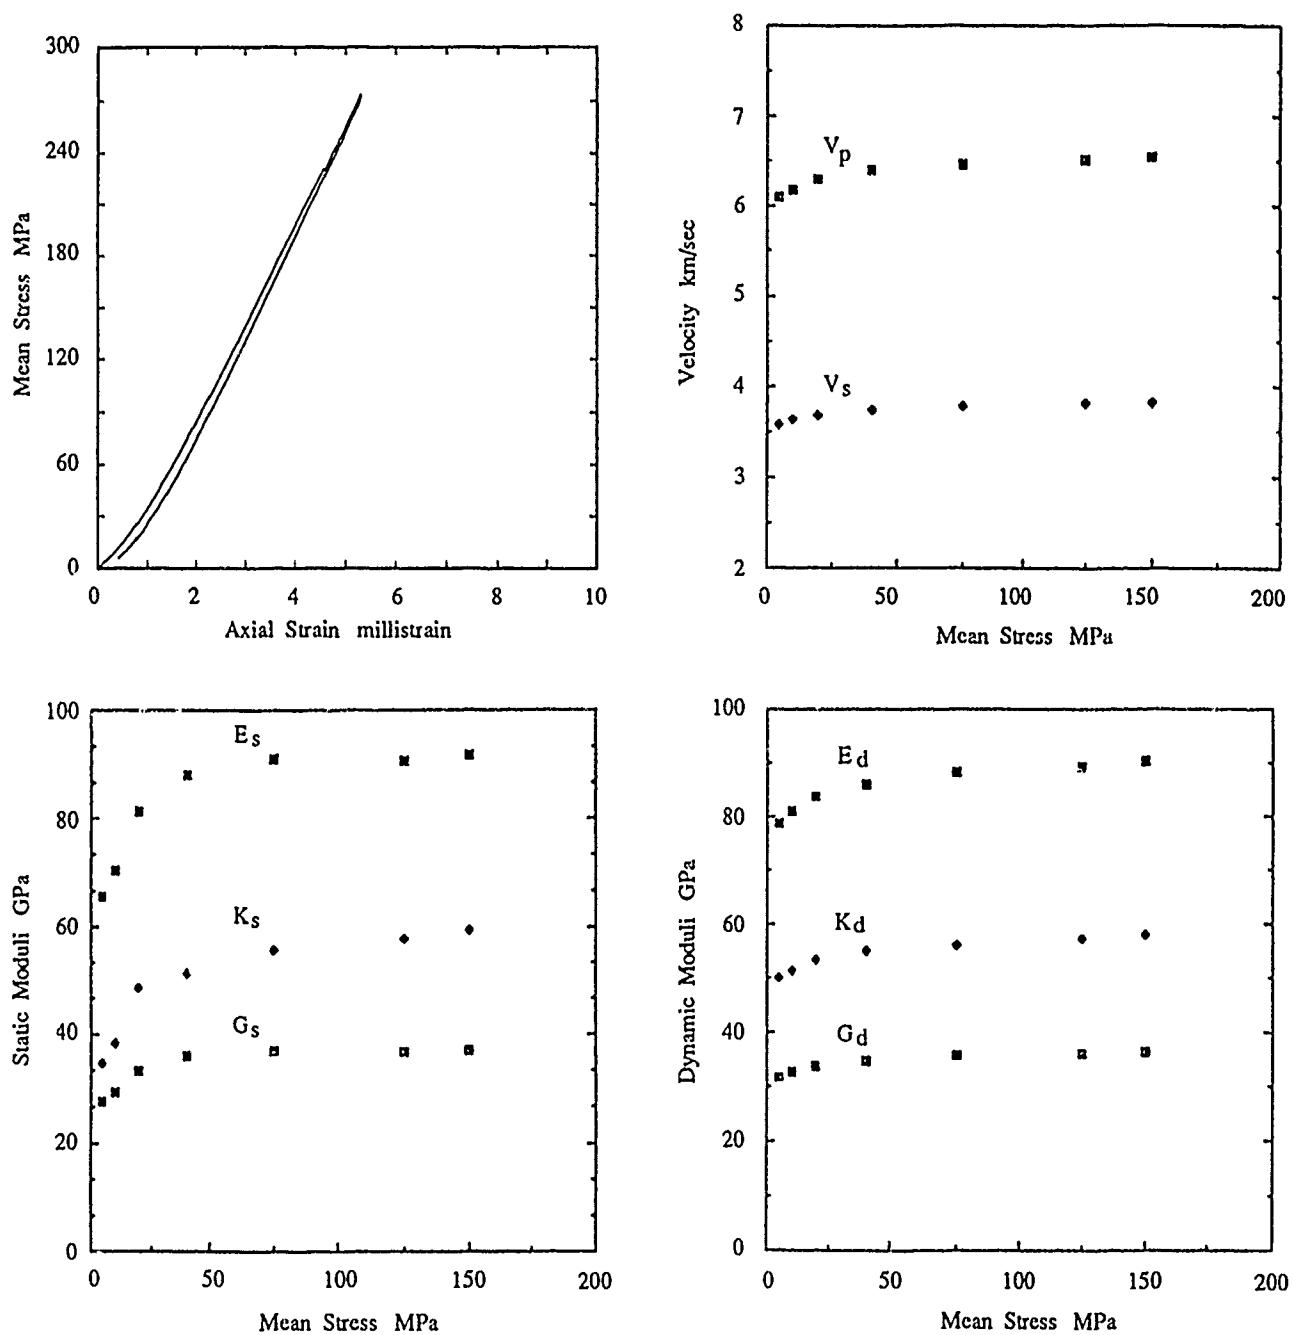 300
240
180
120
60
0
Mean Stress MPa
0 2 4 6 8 10
Axial Strain millistrain
8
7
6
5
4
3
2
Velocity km/sec
Vp
Vs
0 50 100 150 200
Mean Stress MPa
100
80
60
40
20
0
Static Moduli GPa
Es
Ks
Gs
0 50 100 150 200
Mean Stress MPa
100
80
60
40
20
0
Dynamic Moduli GPa
Ed
Kd
Gd
0 50 100 150 200
Mean Stress MPa